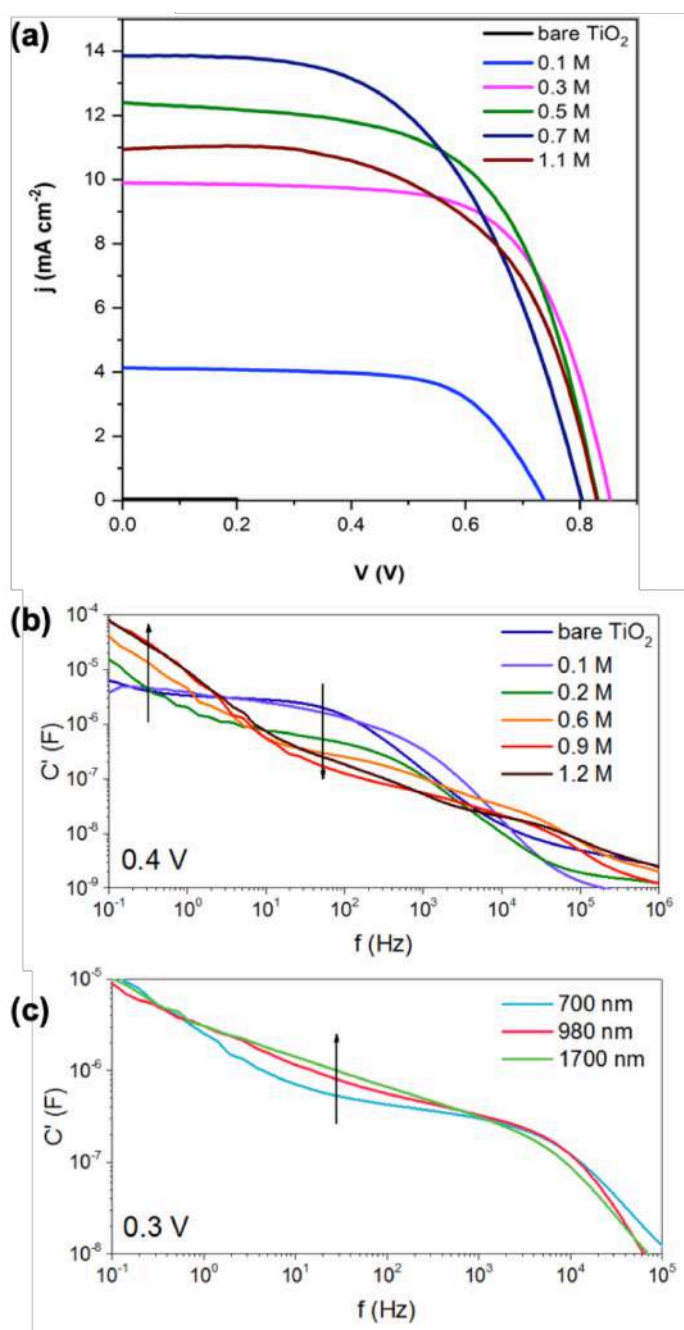 (a)
14
12
10
8
6
4
2
0
j (mA cm⁻²)
bare TiO₂
0.1 M
0.3 M
0.5 M
0.7 M
1.1 M
0.0 0.2 0.4 0.6 0.8
V (V)
(b)
10⁻⁴
10⁻⁵
10⁻⁶
10⁻⁷
10⁻⁸
10⁻⁹
C' (F)
bare TiO₂
0.1 M
0.2 M
0.6 M
0.9 M
1.2 M
0.4 V
10⁻¹ 10⁰ 10¹ 10² 10³ 10⁴ 10⁵ 10⁶
f (Hz)
(c)
10⁻⁵
10⁻⁶
10⁻⁷
10⁻⁸
C' (F)
700 nm
980 nm
1700 nm
0.3 V
10⁻¹ 10⁰ 10¹ 10² 10³ 10⁴ 10⁵
f (Hz)